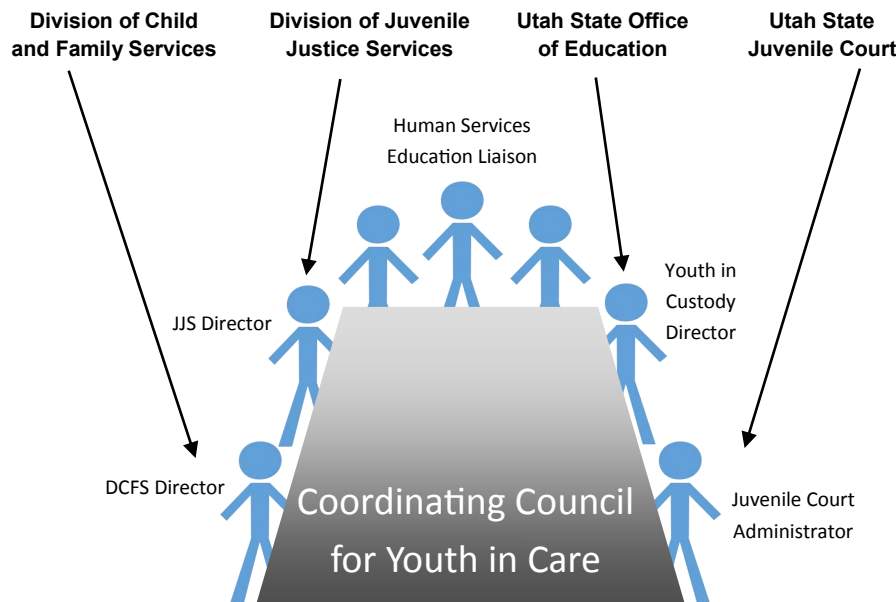 Division of Child
and Family Services
Division of Juvenile
Justice Services
Utah State Office
of Education
Utah State
Juvenile Court
Human Services
Education Liaison
JJS Director
Youth in
Custody
Director
DCFS Director
Juvenile Court
Administrator
Coordinating Council
for Youth in Care